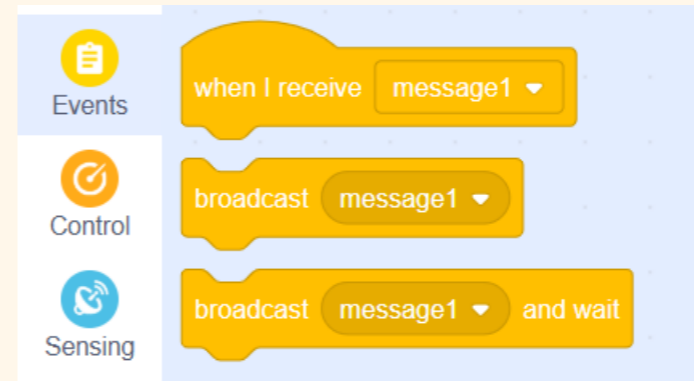 Events
Control
Sensing
when I receive message1
broadcast message1
broadcast message1 and wait